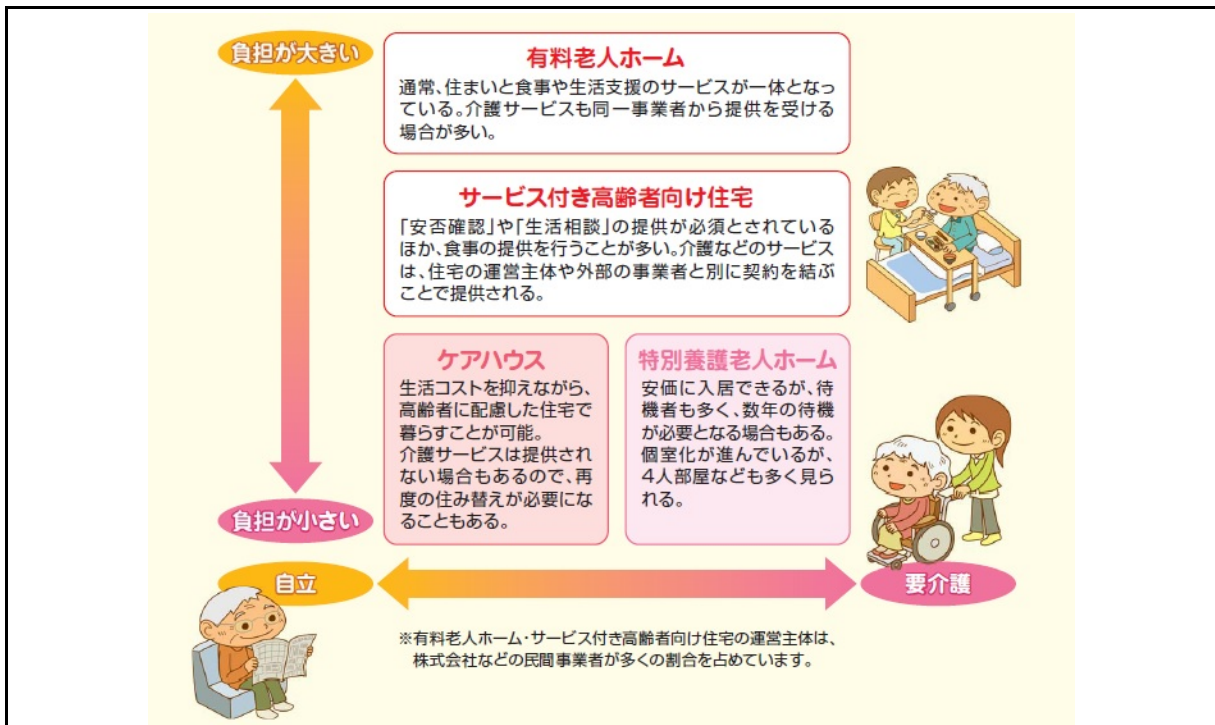 負担が大きい
有料老人ホーム
通常、住まいと食事や生活支援のサービスが一体となっ
ている。介護サービスも同一事業者から提供を受ける
場合が多い。
サービス付き高齢者向け住宅
「安否確認」や「生活相談」の提供が必須とされている
ほか、食事の提供を行うことが多い。介護などのサービス
は、住宅の運営主体や外部の事業者と別に契約を結ぶ
ことで提供される。
ケアハウス
生活コストを抑えながら、
高齢者に配慮した住宅で
暮らすことが可能。
介護サービスは提供され
ない場合もあるので、再
度の住み替えが必要にな
ることもある。
特別養護老人ホーム
安価に入居できるが、待
機者も多く、数年の待機
が必要となる場合もある。
個室化が進んでいるが、
4人部屋なども多く見ら
れる。
負担が小さい
自立
要介護
※有料老人ホーム・サービス付き高齢者向け住宅の運営主体は、
株式会社などの民間事業者が多くの割合を占めています。